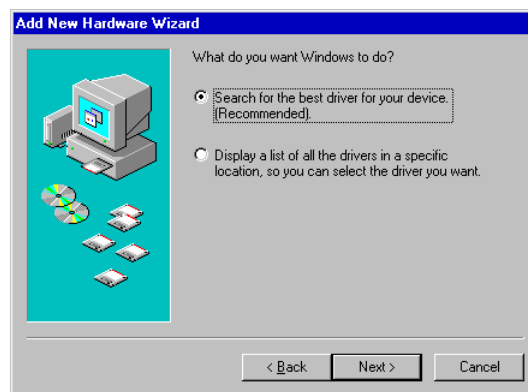 Add New Hardware Wizard
What do you want Windows to do?
Search for the best driver for your device.
(Recommended).
Display a list of all the drivers in a specific
location, so you can select the driver you want.
< Back
Next >
Cancel